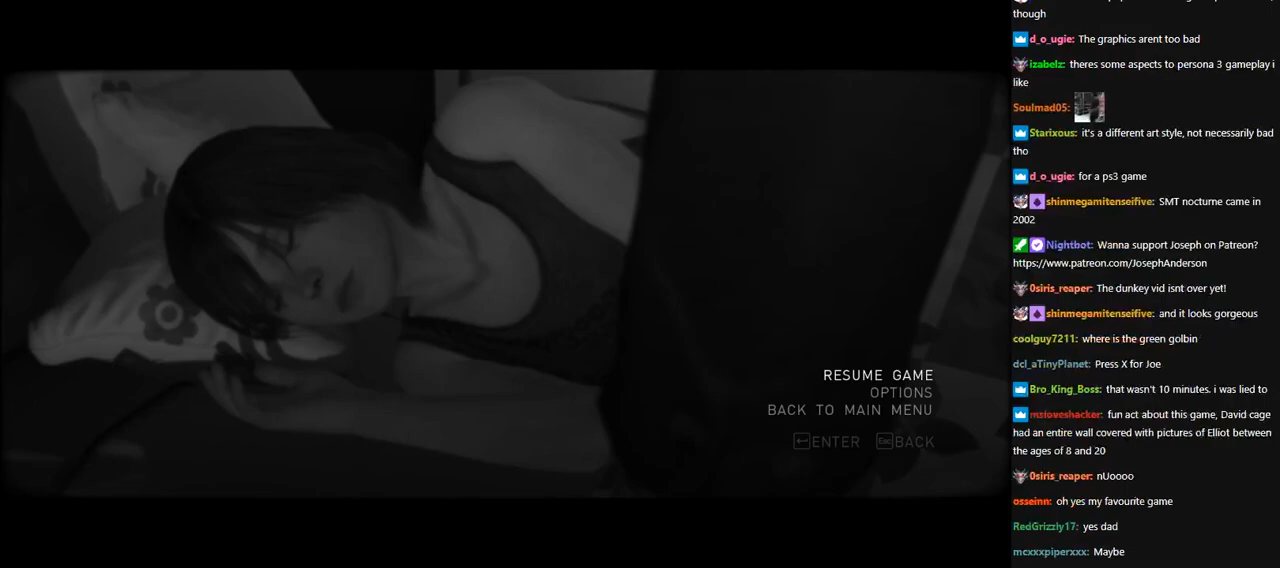 RESUME GAME
OPTIONS
BACK TO MAIN MENU
ENTER Esc BACK
though
d_o_ugie: The graphics arent too bad
izabelz: theres some aspects to persona 3 gameplay i
like
Soulmad05:
Starixous: it's a different art style, not necessarily bad
tho
d_o_ugie: for a ps3 game
shinmegamitenseifive: SMT nocturne came in
2002
Nightbot: Wanna support Joseph on Patreon?
https://www.patreon.com/JosephAnderson
0siris_reaper: The dunkey vid isnt over yet!
shinmegamitenseifive: and it looks gorgeous
coolguy7211: where is the green golbin
dcl_aTinyPlanet: Press X for Joe
Bro_King_Boss: that wasn't 10 minutes. i was lied to
msloveshacker: fun act about this game, David cage
had an entire wall covered with pictures of Elliot between
the ages of 8 and 20
0siris_reaper: nUoooo
osseinn: oh yes my favourite game
RedGrizzly17: yes dad
mcxxxpiperxxx: Maybe